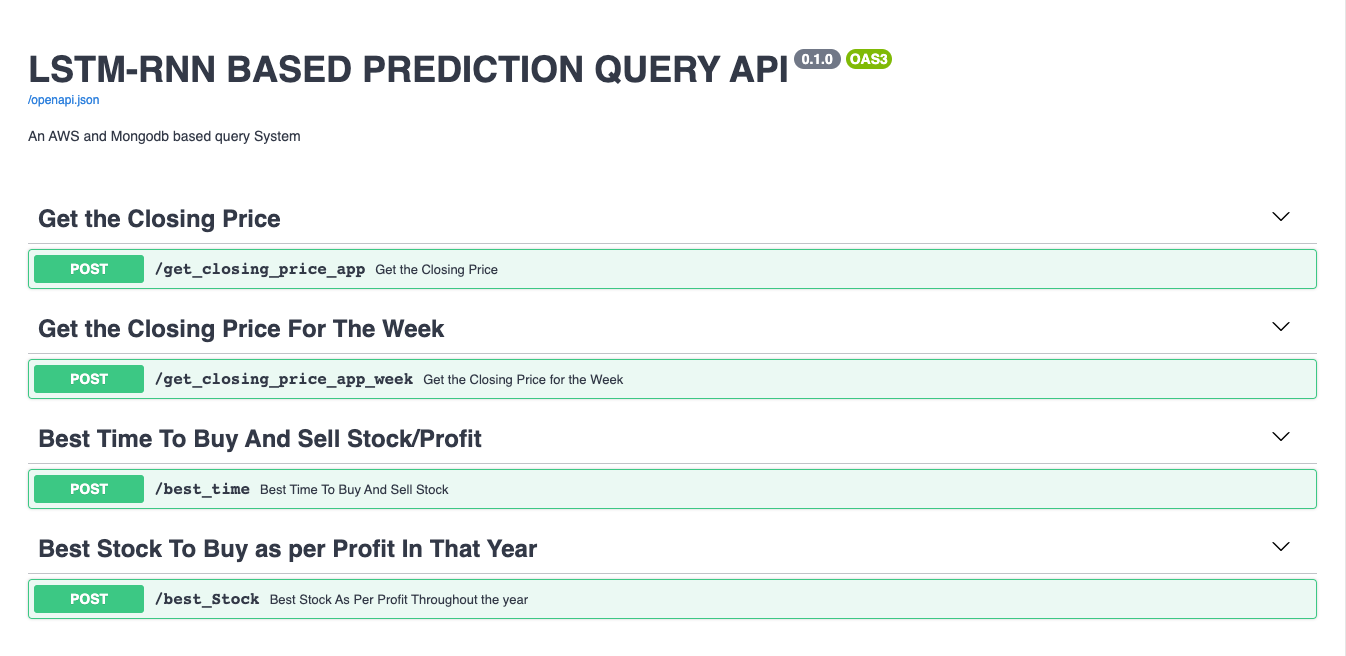 LSTM-RNN BASED PREDICTION QUERY API 0.1.0 OAS3
/openapi.json
An AWS and Mongodb based query System
Get the Closing Price
POST /get_closing_price_app Get the Closing Price
Get the Closing Price For The Week
POST /get_closing_price_app_week Get the Closing Price for the Week
Best Time To Buy And Sell Stock/Profit
POST /best_time Best Time To Buy And Sell Stock
Best Stock To Buy as per Profit In That Year
POST /best_Stock Best Stock As Per Profit Throughout the year